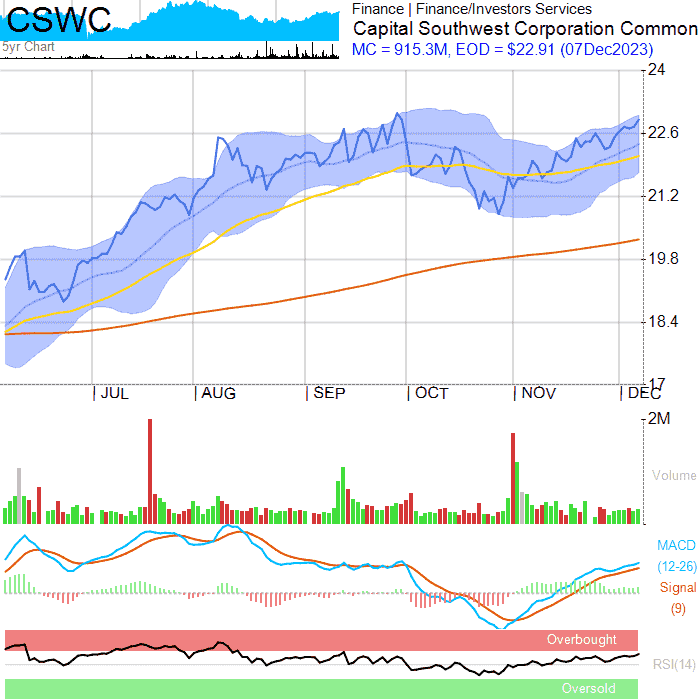 CSWC
5yr Chart
Finance | Finance/Investors Services
Capital Southwest Corporation Common
MC = 915.3M, EOD = $22.91 (07Dec2023)
24
22.6
21.2
19.8
18.4
17
JUL AUG SEP OCT NOV DEC
2M
Volume
MACD
(12-26)
Signal
(9)
Overbought
RSI(14)
Oversold